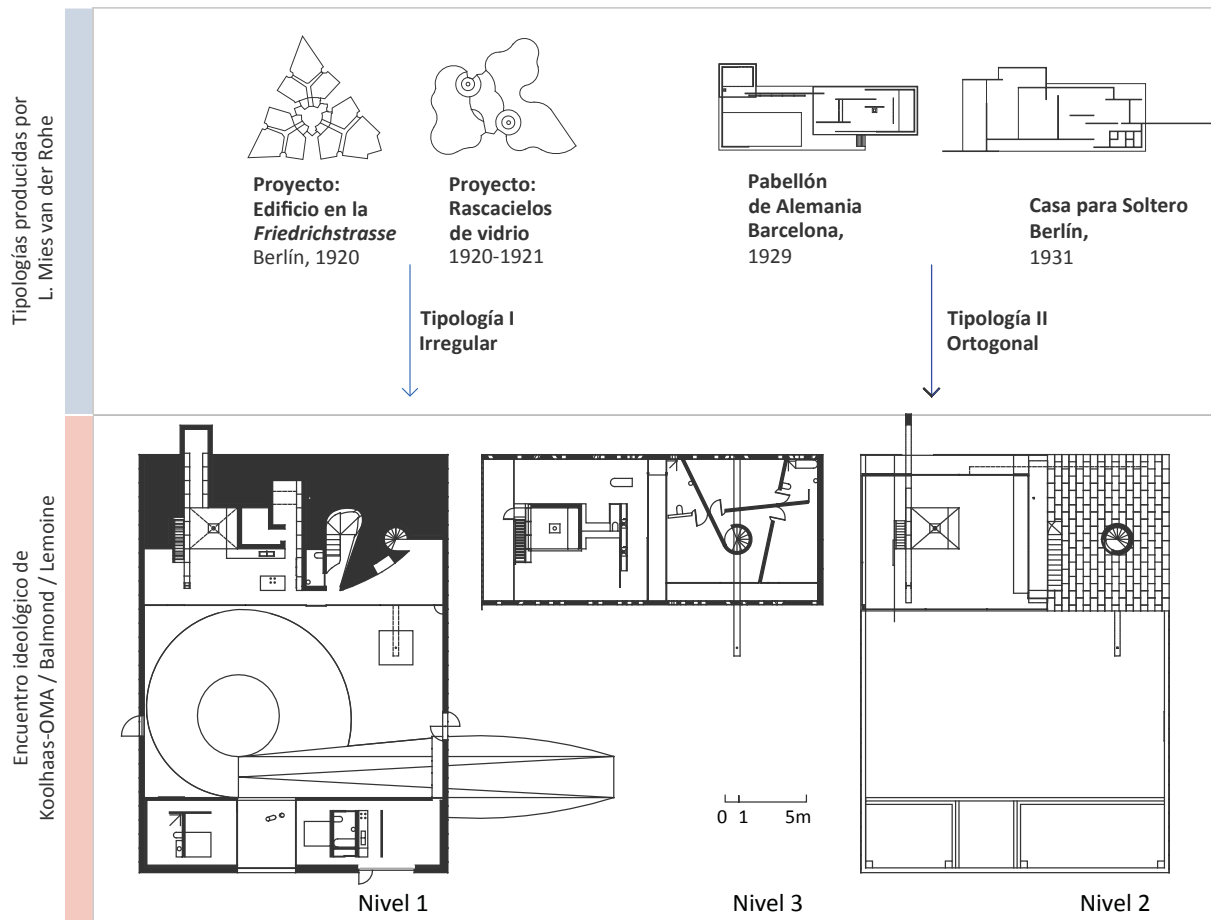 Tipologías producidas por
L. Mies van der Rohe
Proyecto:
Edificio en la
Friedrichstrasse
Berlín, 1920
Proyecto:
Rascacielos
de vidrio
1920-1921
Pabellón
de Alemania
Barcelona,
1929
Casa para Soltero
Berlín,
1931
Tipología I
Irregular
Tipología II
Ortogonal
Encuentro ideológico de
Koolhaas-OMA / Balmond / Lemoine
0 1 5m
Nivel 1
Nivel 3
Nivel 2